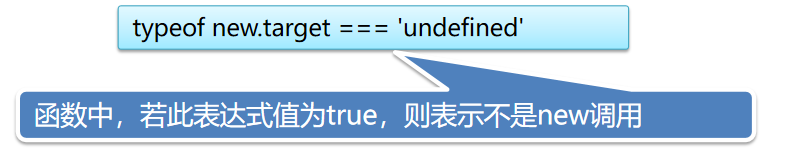 typeof new.target === 'undefined'
函数中，若此表达式值为true，则表示不是new调用